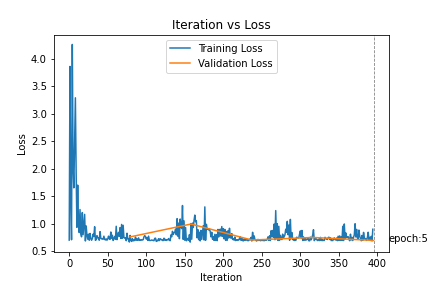 Iteration vs Loss
Training Loss
Validation Loss
4.0
3.5
3.0
2.5
2.0
1.5
1.0
0.5
Loss
0 50 100 150 200 250 300 350 400
epoch:5
Iteration